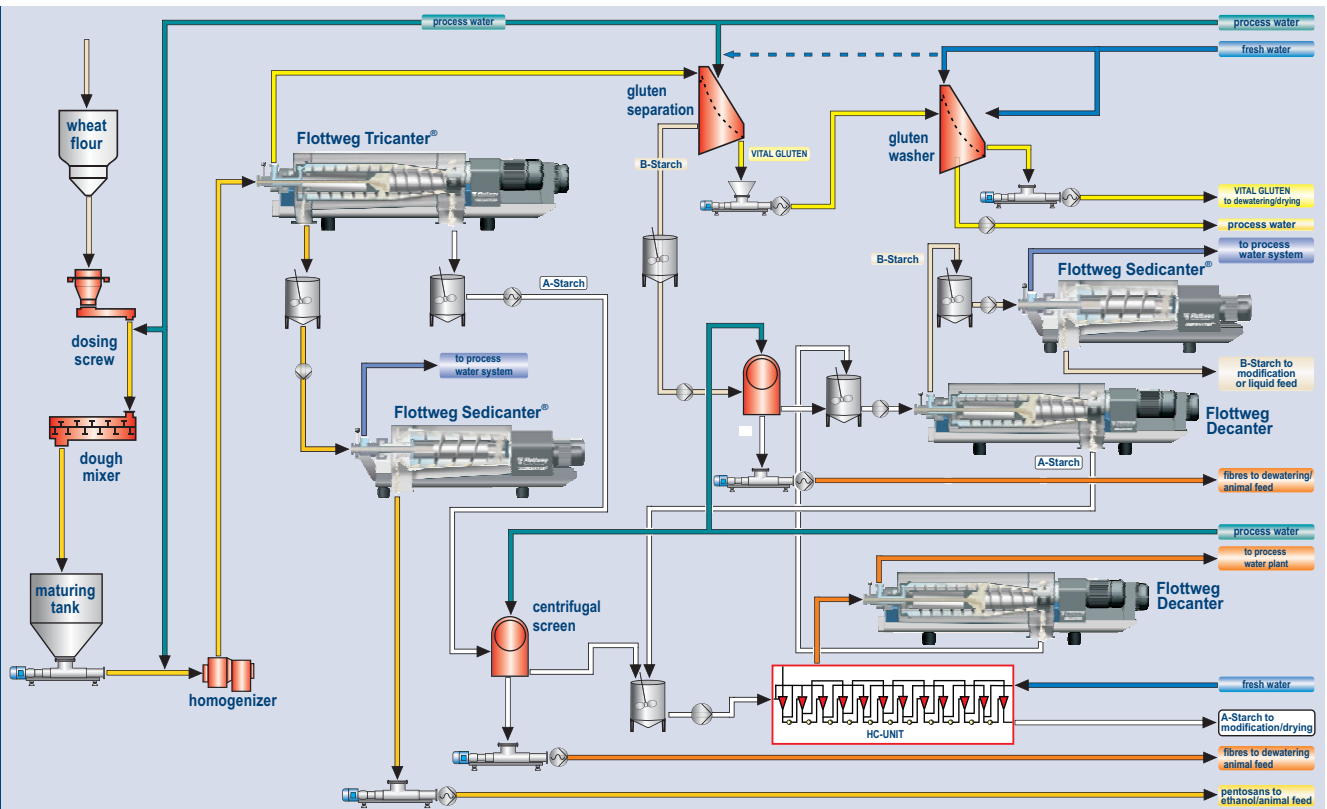 process water
process water
fresh water
wheat
flour
Flottweg Tricanter®
gluten
separation
B-Starch
VITAL GLUTEN
gluten
washer
VITAL GLUTEN
to dewatering/drying
process water
B-Starch
to process
water system
Flottweg Sedicanter®
A-Starch
dosing
screw
to process
water system
B-Starch to
modification
or liquid feed
Flottweg Sedicanter®
Flottweg
Decanter
dough
mixer
A-Starch
fibres to dewatering/
animal feed
process water
to process
water plant
maturing
tank
centrifugal
screen
Flottweg
Decanter
homogenizer
fresh water
HC-UNIT
A-Starch to
modification/drying
fibres to dewatering
animal feed
pentosans to
ethanol/animal feed